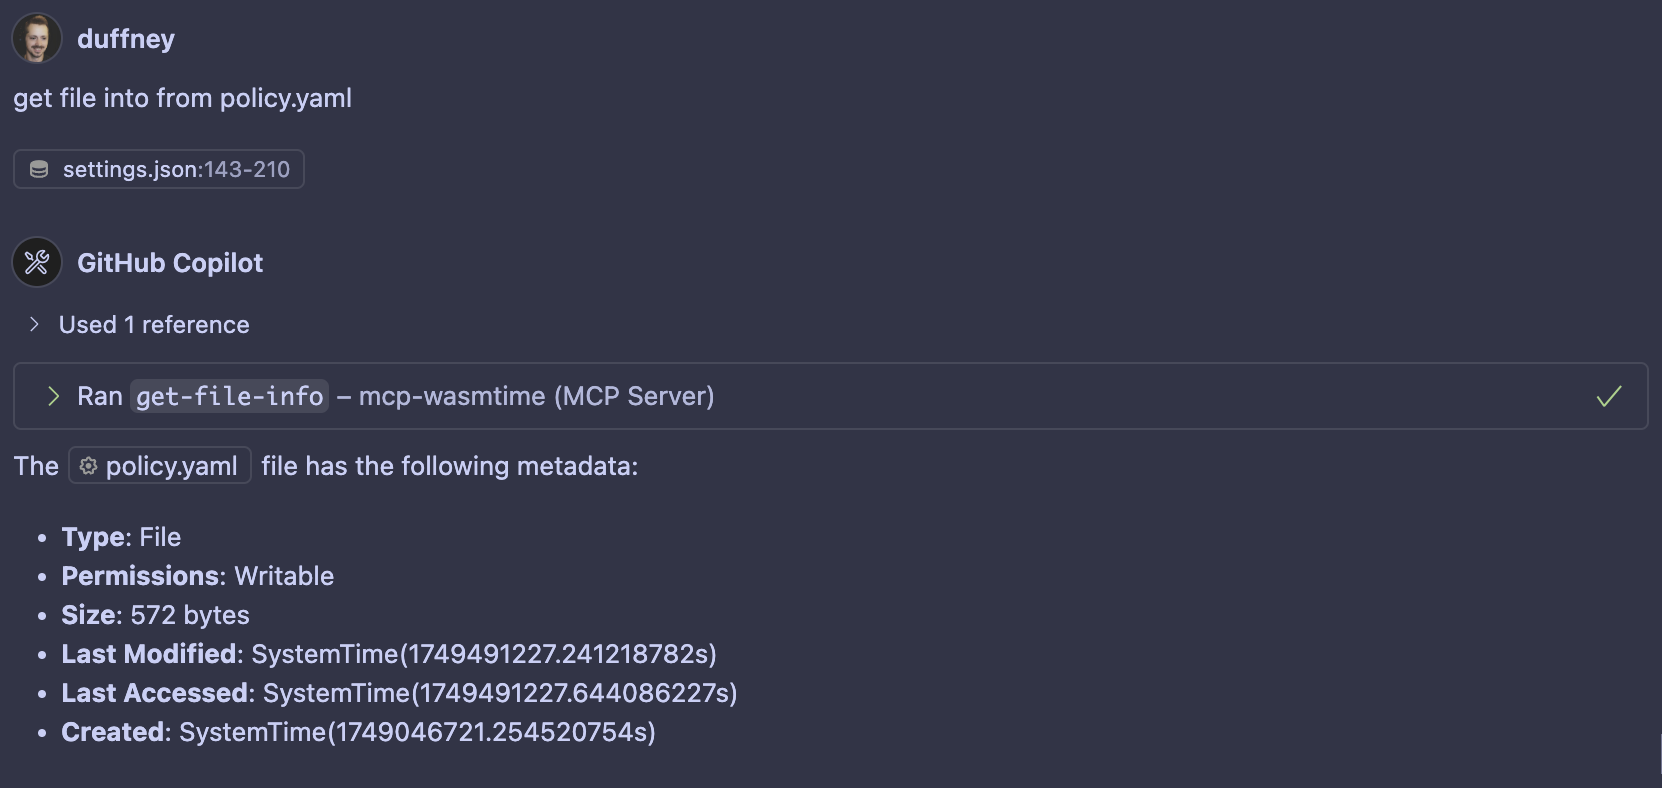 duffney
get file into from policy.yaml
settings.json:143-210
GitHub Copilot
Used 1 reference
Ran get-file-info – mcp-wasmtime (MCP Server)
The policy.yaml file has the following metadata:
• Type: File
• Permissions: Writable
• Size: 572 bytes
• Last Modified: SystemTime(1749491227.241218782s)
• Last Accessed: SystemTime(1749491227.644086227s)
• Created: SystemTime(1749046721.254520754s)